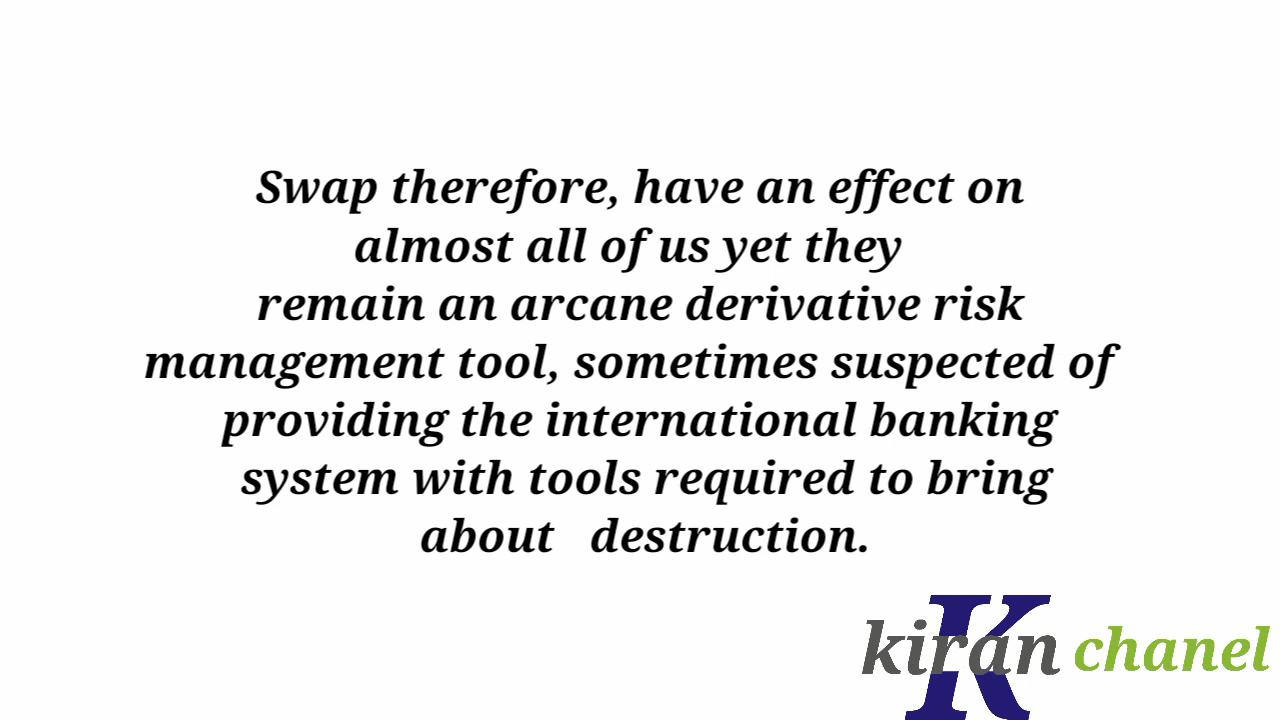 Swap therefore, have an effect on
almost all of us yet they
remain an arcane derivative risk
management tool, sometimes suspected of
providing the international banking
system with tools required to bring
about destruction.
K
kiran chanel